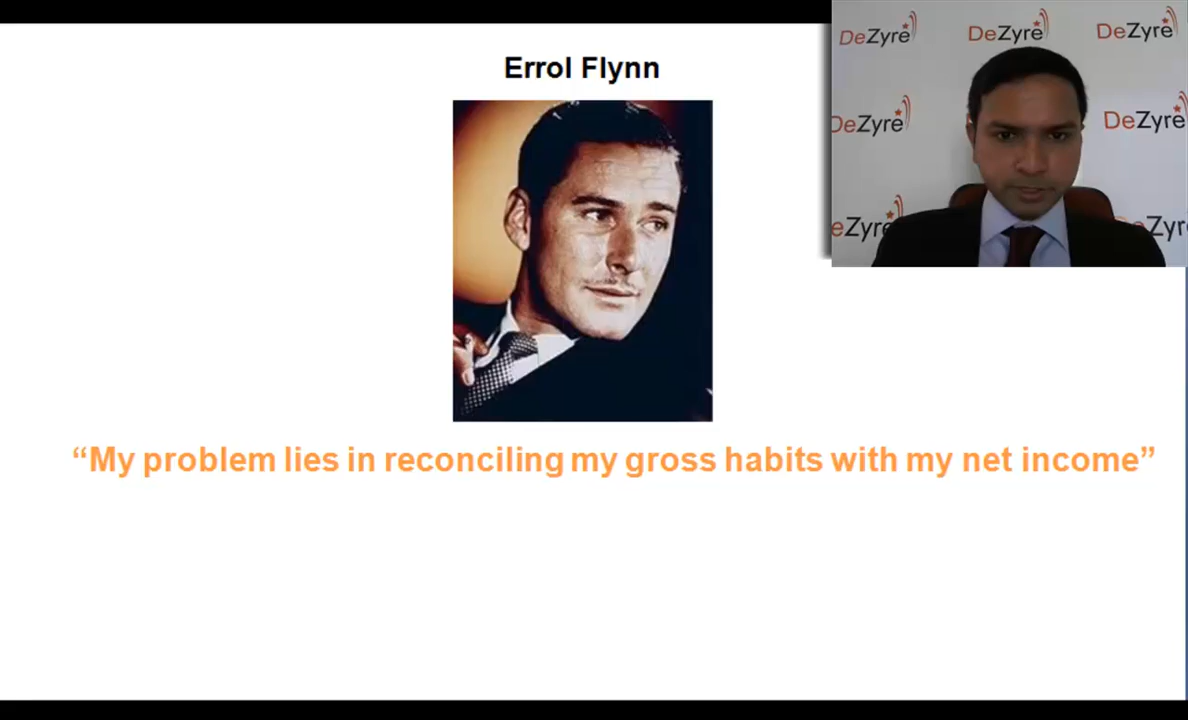 Errol Flynn
DeZyre DeZyre DeZyre
DeZyre DeZyre
eZyre eZyr
“My problem lies in reconciling my gross habits with my net income”